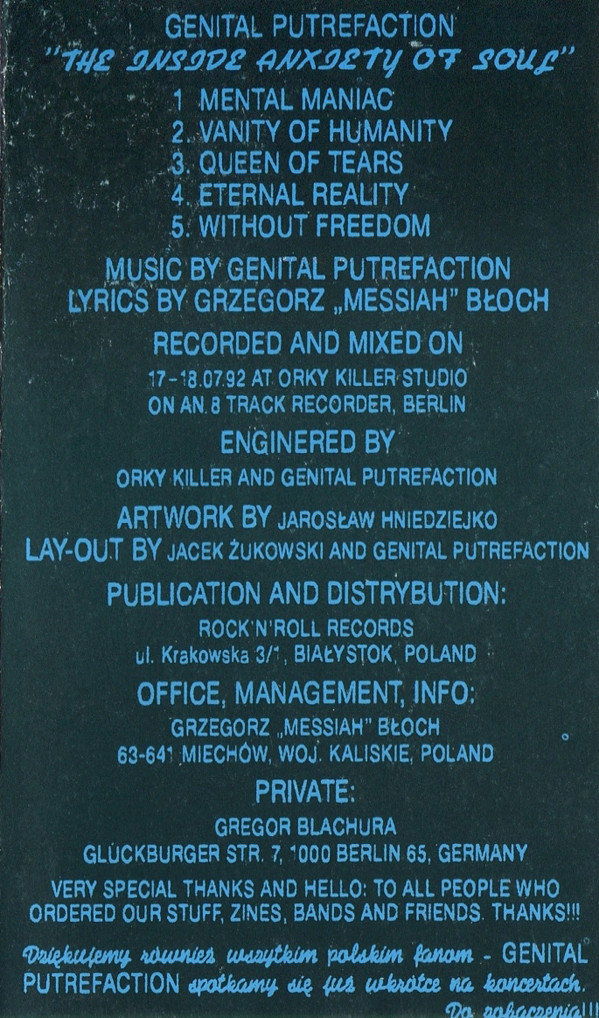 GENITAL PUTREFACTION
"THE INSIDE ANXIETY OF SOUL"
1 MENTAL MANIAC
2. VANITY OF HUMANITY
3. QUEEN OF TEARS
4. ETERNAL REALITY
5. WITHOUT FREEDOM
MUSIC BY GENITAL PUTREFACTION
LYRICS BY GRZEGORZ „MESSIAH” BŁOCH
RECORDED AND MIXED ON
17-18.07.92 AT ORKY KILLER STUDIO
ON AN 8 TRACK RECORDER, BERLIN
ENGINERED BY
ORKY KILLER AND GENITAL PUTREFACTION
ARTWORK BY JAROSŁAW HNIEDZIEJKO
LAY-OUT BY JACEK ŻUKOWSKI AND GENITAL PUTREFACTION
PUBLICATION AND DISTRYBUTION:
ROCK'N'ROLL RECORDS
ul. Krakowska 3/1, BIAŁYSTOK, POLAND
OFFICE, MANAGEMENT, INFO:
GRZEGORZ „MESSIAH” BŁOCH
63-641 MIECHÓW, WOJ. KALISKIE, POLAND
PRIVATE:
GREGOR BLACHURA
GLÜCKBURGER STR. 7, 1000 BERLIN 65, GERMANY
VERY SPECIAL THANKS AND HELLO: TO ALL PEOPLE WHO
ORDERED OUR STUFF, ZINES, BANDS AND FRIENDS. THANKS!!!
Dziękujemy również wszytkim polskim fanom - GENITAL
PUTREFACTION spotkamy się już wkrótce na koncertach.
Do zobaczenia!!!